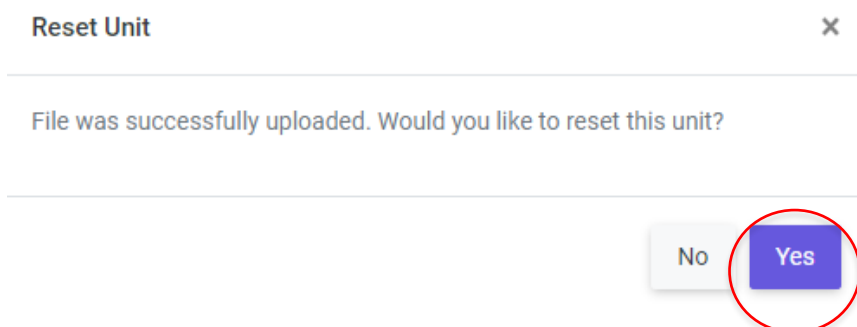 Reset Unit ×
File was successfully uploaded. Would you like to reset this unit?
No Yes